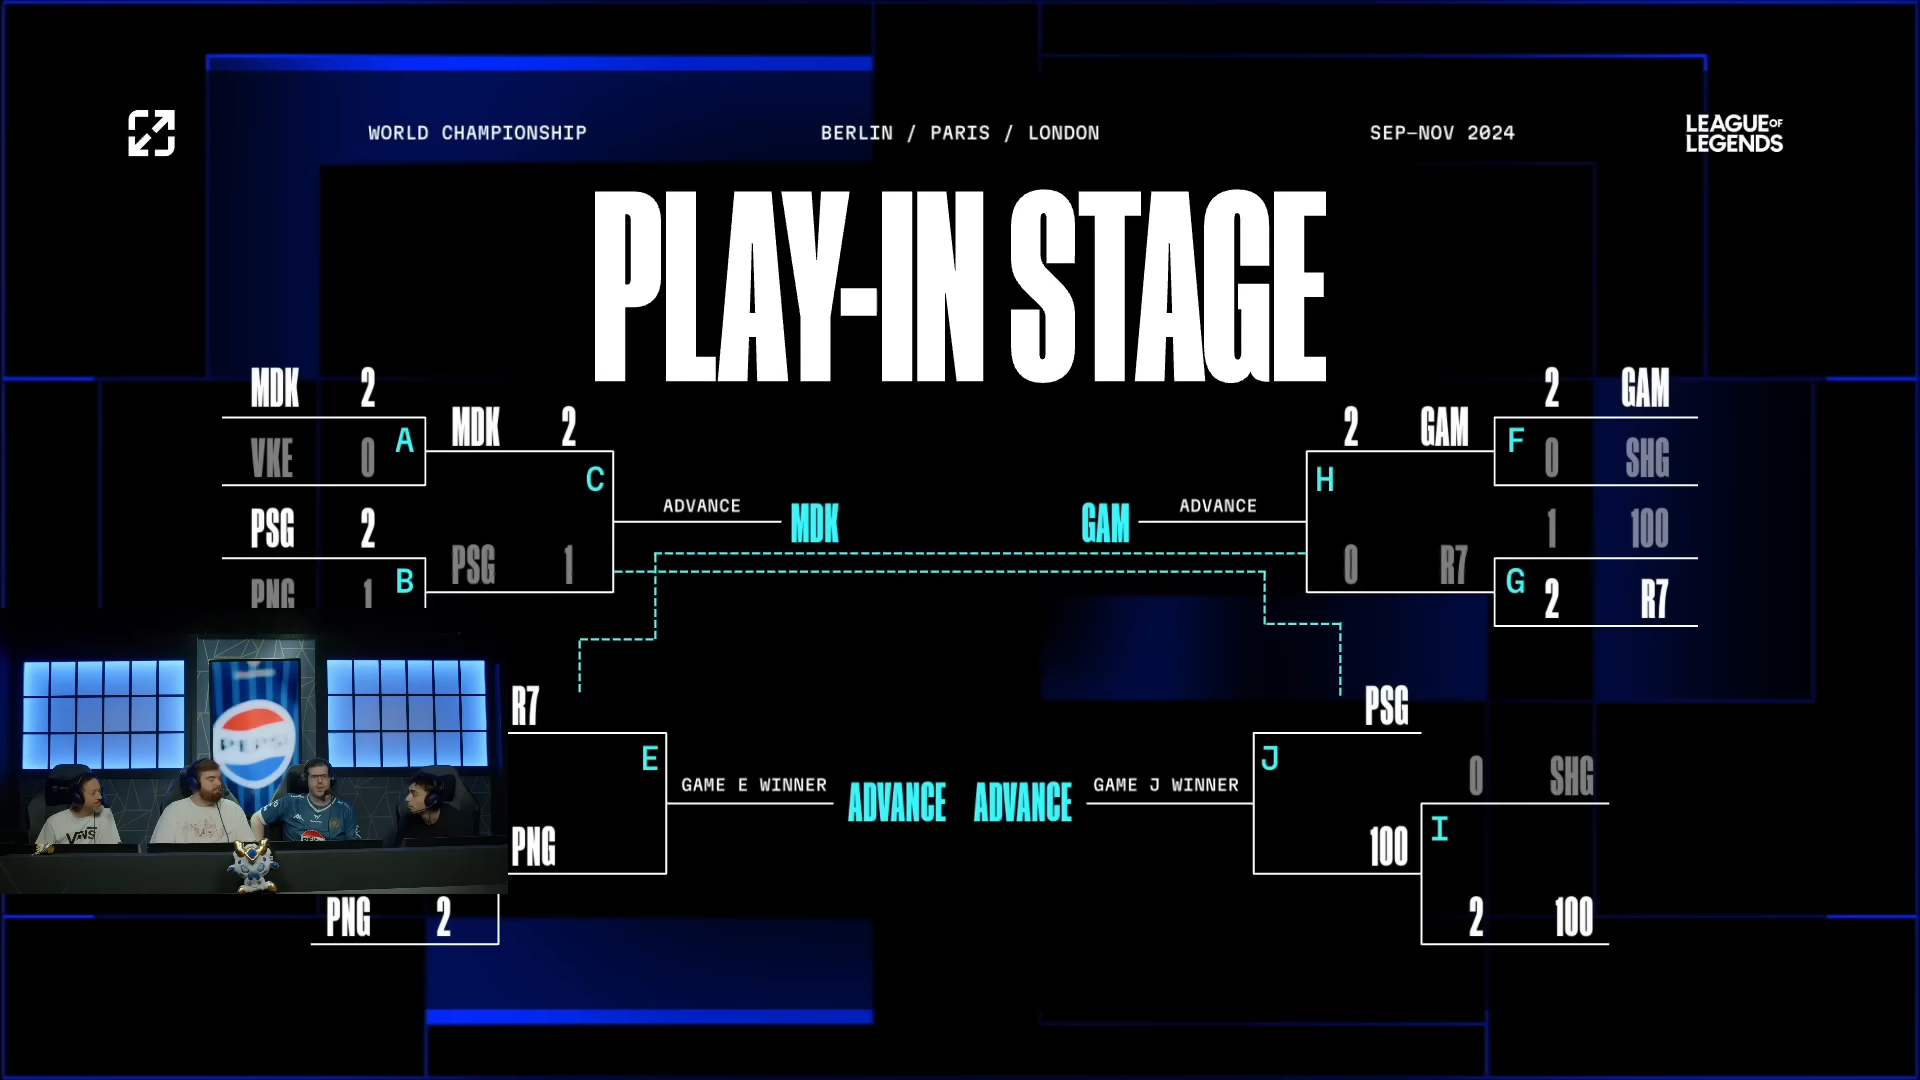 WORLD CHAMPIONSHIP
BERLIN / PARIS / LONDON
SEP–NOV 2024
LEAGUE OF
LEGENDS
PLAY-IN STAGE
MDK 2
VKE 0
A
PSG 2
PNG 1
B
MDK 2
PSG 1
C
ADVANCE
MDK
GAM
ADVANCE
2 GAM
0 R7
H
2 GAM
0 SHG
F
1 100
2 R7
G
R7
PNG
E
GAME E WINNER
ADVANCE
ADVANCE
GAME J WINNER
PSG
100
J
0 SHG
2 100
I
PNG 2
PEPSI
VANS